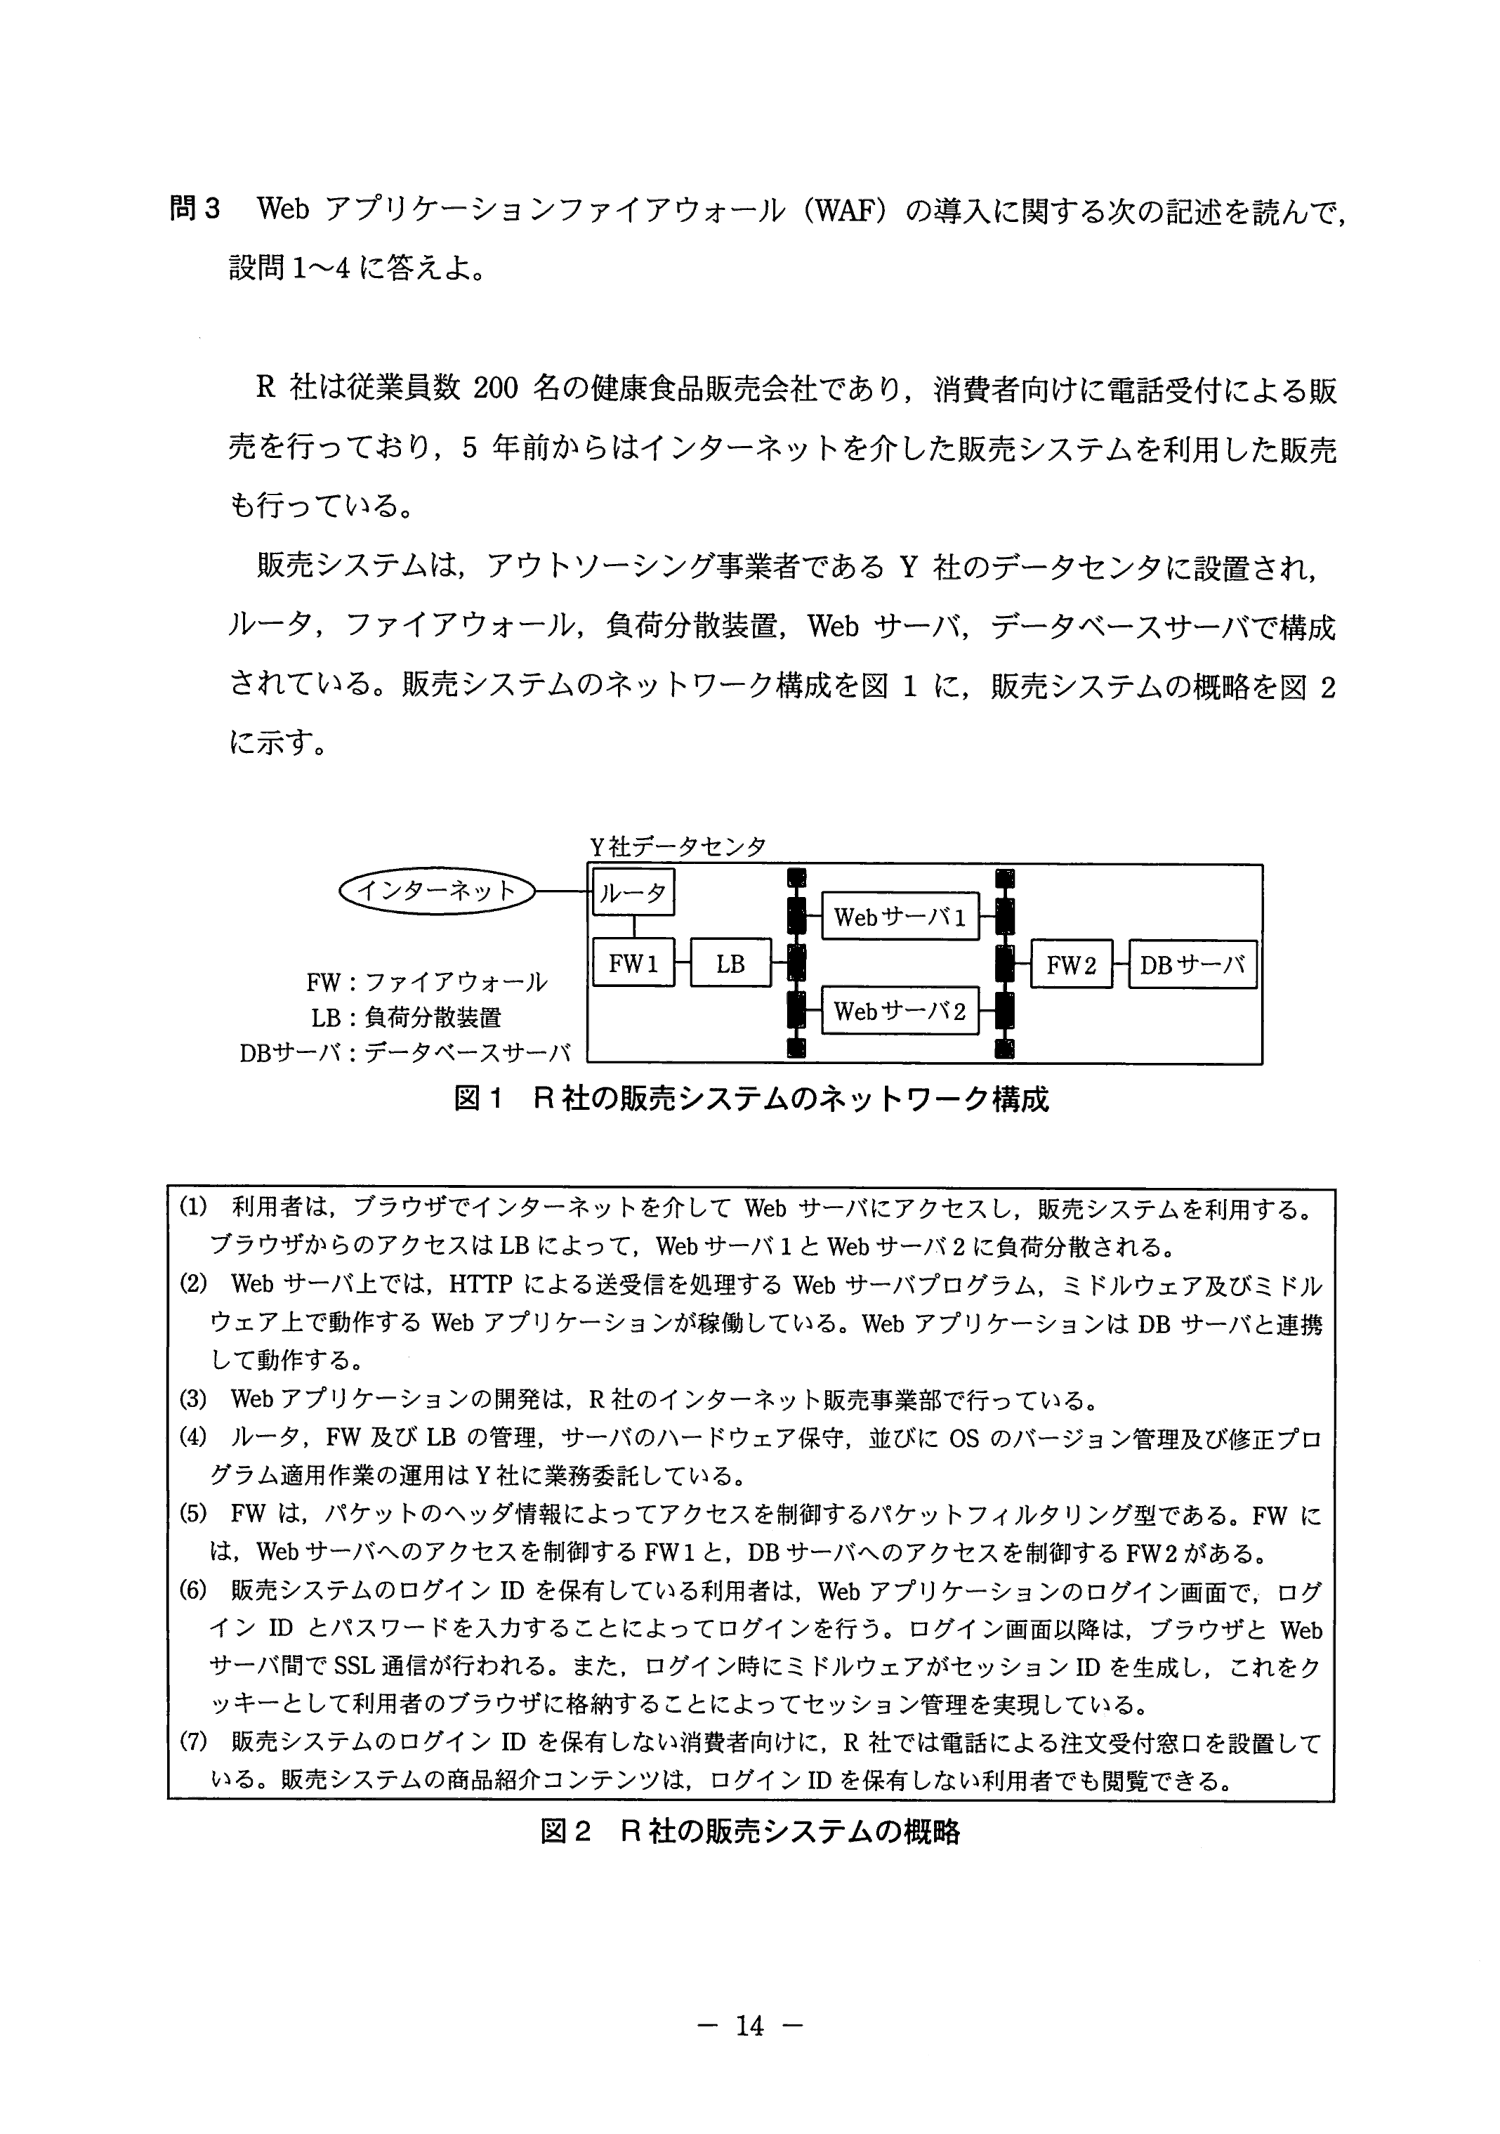 問3 Web アプリケーションファイアウォール（WAF）の導入に関する次の記述を読んで，
設問1～4に答えよ。
R 社は従業員数 200 名の健康食品販売会社であり，消費者向けに電話受付による販
売を行っており，5 年前からはインターネットを介した販売システムを利用した販売
も行っている。
販売システムは，アウトソーシング事業者である Y 社のデータセンタに設置され，
ルータ，ファイアウォール，負荷分散装置，Web サーバ，データベースサーバで構成
されている。販売システムのネットワーク構成を図 1 に，販売システムの概略を図 2
に示す。
Y社データセンタ
インターネット
ルータ
Webサーバ1
FW1
LB
FW2
DBサーバ
Webサーバ2
FW：ファイアウォール
LB：負荷分散装置
DBサーバ：データベースサーバ
図1 R社の販売システムのネットワーク構成
(1) 利用者は，ブラウザでインターネットを介して Web サーバにアクセスし，販売システムを利用する。
ブラウザからのアクセスは LB によって，Web サーバ 1 と Web サーバ 2 に負荷分散される。
(2) Web サーバ上では，HTTP による送受信を処理する Web サーバプログラム，ミドルウェア及びミドル
ウェア上で動作する Web アプリケーションが稼働している。Web アプリケーションは DB サーバと連携
して動作する。
(3) Web アプリケーションの開発は，R 社のインターネット販売事業部で行っている。
(4) ルータ，FW 及び LB の管理，サーバのハードウェア保守，並びに OS のバージョン管理及び修正プロ
グラム適用作業の運用は Y 社に業務委託している。
(5) FW は，パケットのヘッダ情報によってアクセスを制御するパケットフィルタリング型である。FW に
は，Web サーバへのアクセスを制御する FW1 と，DB サーバへのアクセスを制御する FW2 がある。
(6) 販売システムのログイン ID を保有している利用者は，Web アプリケーションのログイン画面で，ログ
イン ID とパスワードを入力することによってログインを行う。ログイン画面以降は，ブラウザと Web
サーバ間で SSL 通信が行われる。また，ログイン時にミドルウェアがセッション ID を生成し，これをク
ッキーとして利用者のブラウザに格納することによってセッション管理を実現している。
(7) 販売システムのログイン ID を保有しない消費者向けに，R 社では電話による注文受付窓口を設置して
いる。販売システムの商品紹介コンテンツは，ログイン ID を保有しない利用者でも閲覧できる。
図2 R社の販売システムの概略
－ 14 －